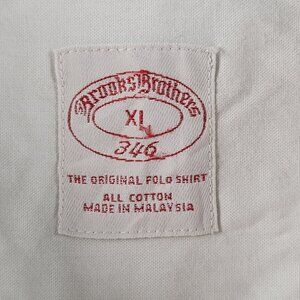 Brooks Brothers
XL
346
THE ORIGINAL POLO SHIRT
ALL COTTON
MADE IN MALAYSIA